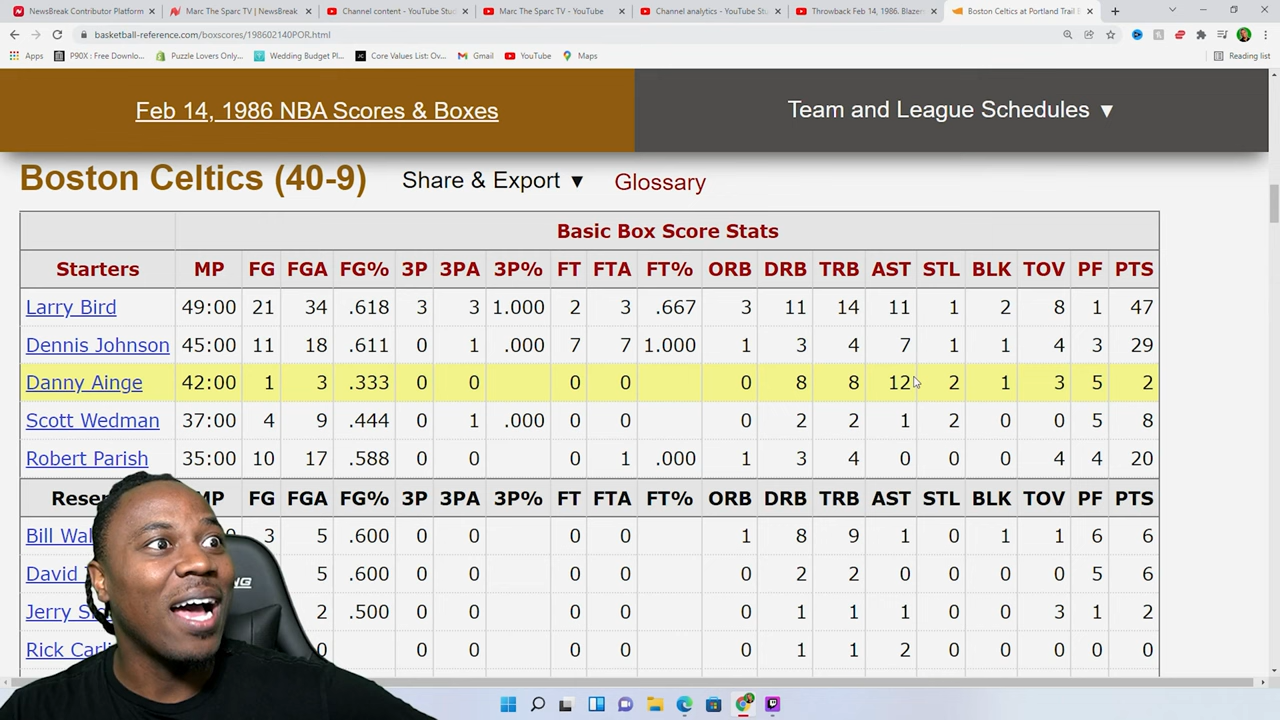 NewsBreak Contributor Platform
Marc The Sparc TV | NewsBreak
Channel content - YouTube Stud
Marc The Sparc TV - YouTube
Channel analytics - YouTube Stu
Throwback Feb 14, 1986. Blazer
Boston Celtics at Portland Trail B
basketball-reference.com/boxscores/198602140POR.html
Apps
P90X : Free Downlo...
Puzzle Lovers Only...
Wedding Budget Pl...
Core Values List: Ov...
Gmail
YouTube
Maps
Reading list
Feb 14, 1986 NBA Scores & Boxes
Team and League Schedules ▼
Boston Celtics (40-9)
Share & Export ▼
Glossary
Basic Box Score Stats
Starters MP FG FGA FG% 3P 3PA 3P% FT FTA FT% ORB DRB TRB AST STL BLK TOV PF PTS
Larry Bird 49:00 21 34 .618 3 3 1.000 2 3 .667 3 11 14 11 1 2 8 1 47
Dennis Johnson 45:00 11 18 .611 0 1 .000 7 7 1.000 1 3 4 7 1 1 4 3 29
Danny Ainge 42:00 1 3 .333 0 0 0 0 0 8 8 12 2 1 3 5 2
Scott Wedman 37:00 4 9 .444 0 1 .000 0 0 0 2 2 1 2 0 0 5 8
Robert Parish 35:00 10 17 .588 0 0 0 1 .000 1 3 4 0 0 0 4 4 20
MP FG FGA FG% 3P 3PA 3P% FT FTA FT% ORB DRB TRB AST STL BLK TOV PF PTS
Bill 3 5 .600 0 0 0 0 1 8 9 1 0 1 1 6 6
David 5 .600 0 0 0 0 0 2 2 0 0 0 0 5 6
Jerry 2 .500 0 0 0 0 0 1 1 1 0 0 3 1 2
Rick 0 0 0 0 0 0 1 1 2 0 0 0 0 0